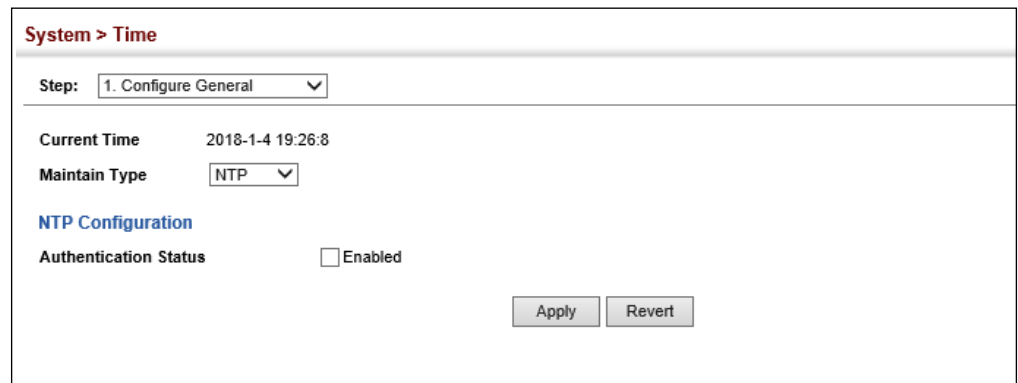 System > Time
Step: 1. Configure General
Current Time 2018-1-4 19:26:8
Maintain Type NTP
NTP Configuration
Authentication Status Enabled
Apply Revert